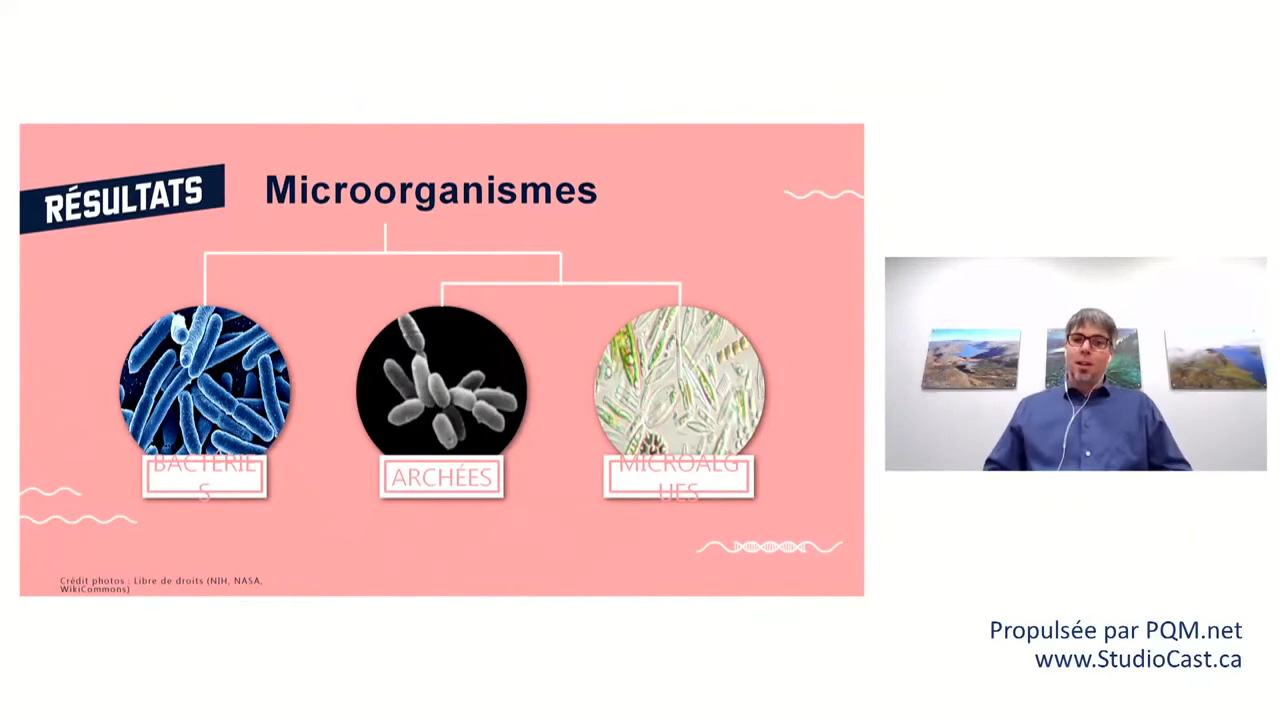 RÉSULTATS
Microorganismes
BACTÉRIE
S
ARCHÉES
MICROALG
UES
Crédit photos : Libre de droits (NIH, NASA,
WikiCommons)
Propulsée par PQM.net
www.StudioCast.ca